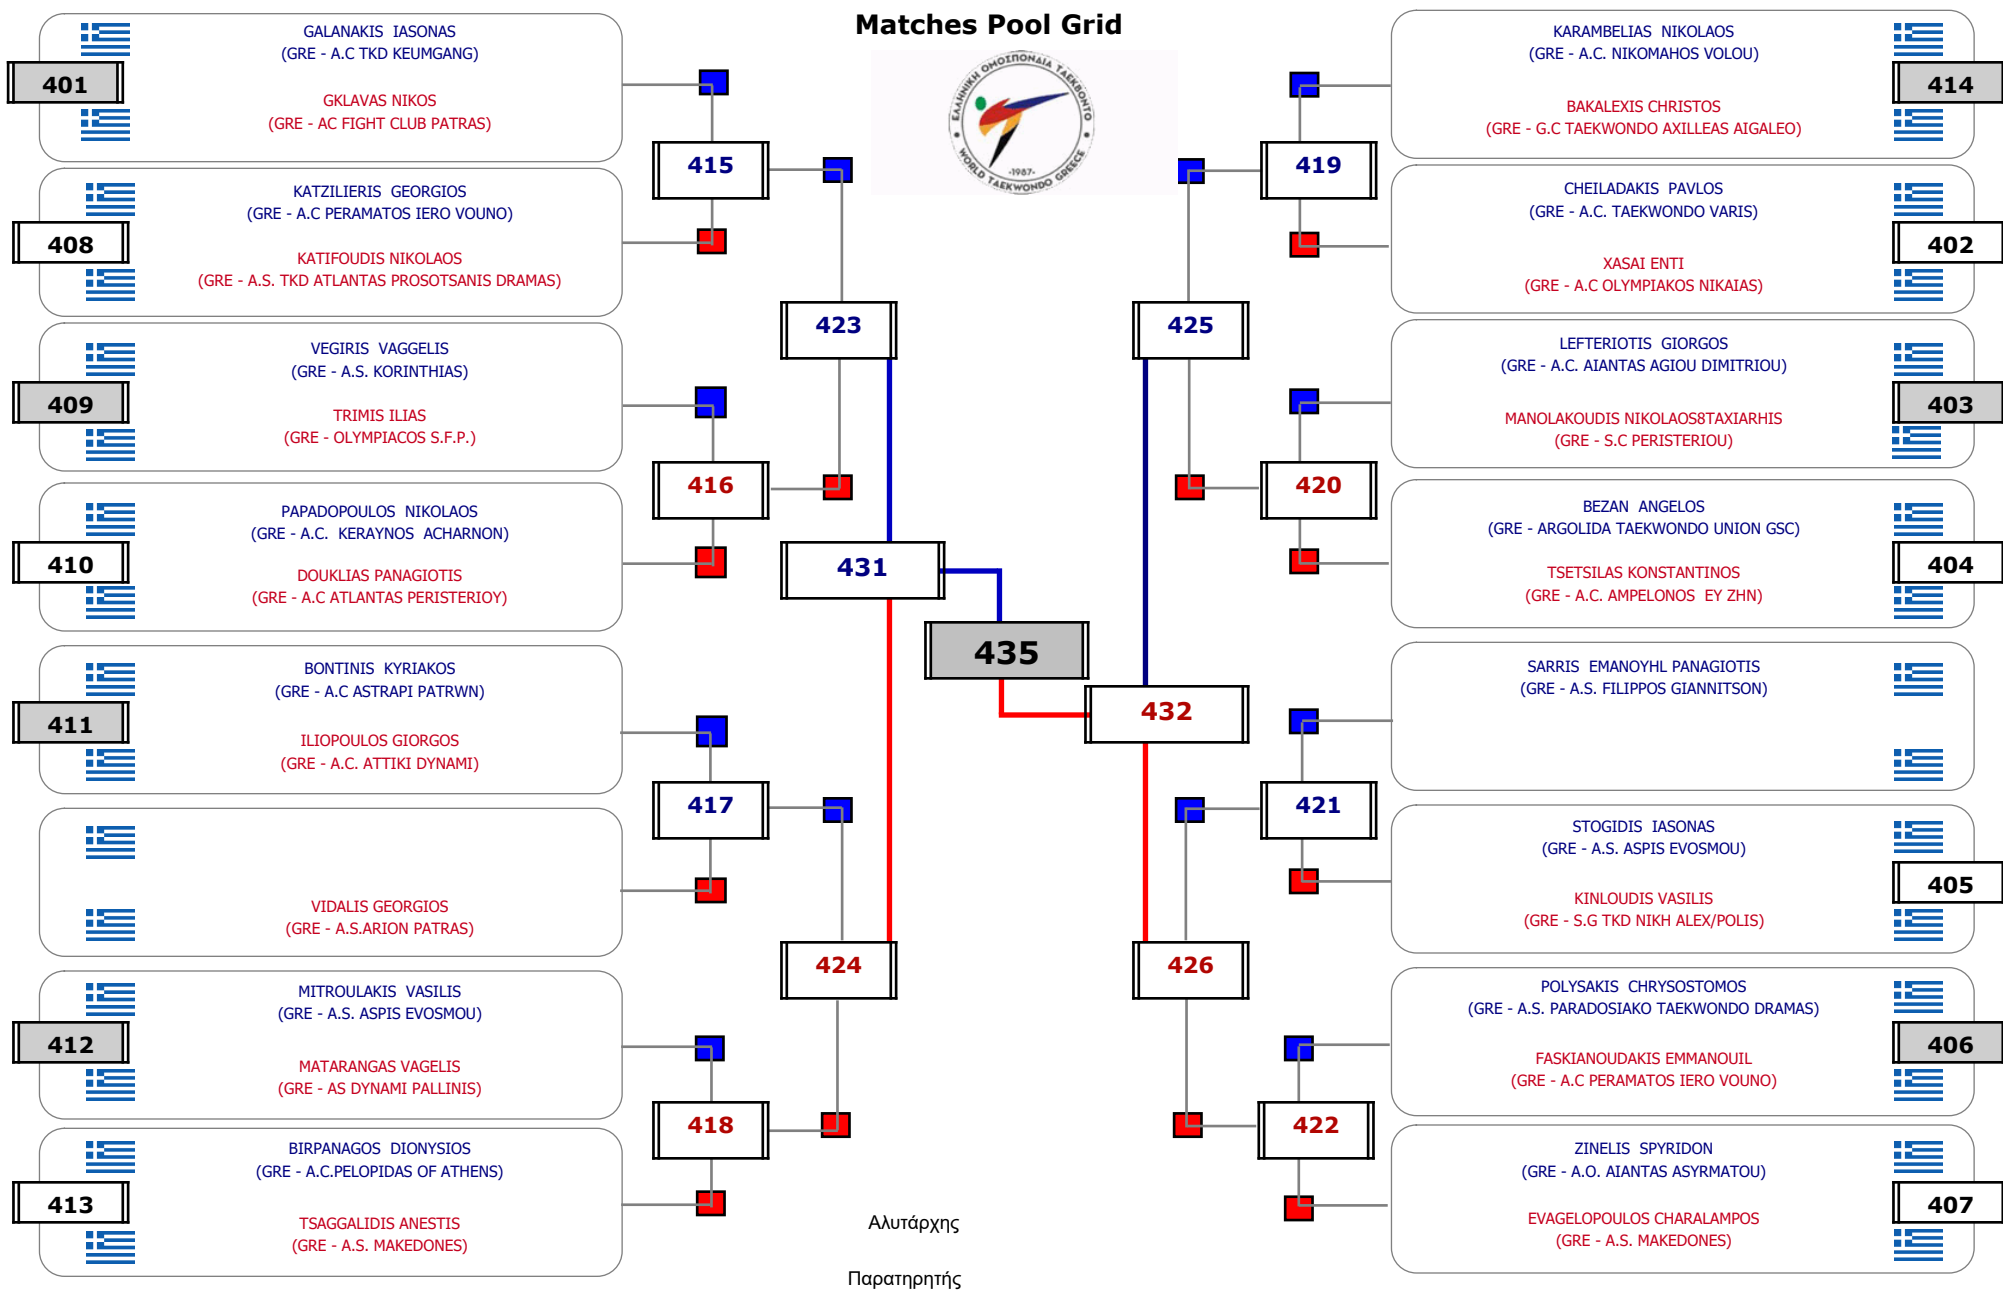 Matches Pool Grid
ΕΛΛΗΝΙΚΗ ΟΜΟΣΠΟΝΔΙΑ ΤΑΕΚΒΟΝΤΟ
-1987-
WORLD TAEKWONDO GREECE
401
GALANAKIS IASONAS
(GRE - A.C TKD KEUMGANG)
GKLAVAS NIKOS
(GRE - AC FIGHT CLUB PATRAS)
408
KATZILIERIS GEORGIOS
(GRE - A.C PERAMATOS IERO VOUNO)
KATIFOUDIS NIKOLAOS
(GRE - A.S. TKD ATLANTAS PROSOTSANIS DRAMAS)
409
VEGIRIS VAGGELIS
(GRE - A.S. KORINTHIAS)
TRIMIS ILIAS
(GRE - OLYMPIACOS S.F.P.)
410
PAPADOPOULOS NIKOLAOS
(GRE - A.C. KERAYNOS ACHARNON)
DOUKLIAS PANAGIOTIS
(GRE - A.C ATLANTAS PERISTERIOY)
411
BONTINIS KYRIAKOS
(GRE - A.C ASTRAPI PATRWN)
ILIOPOULOS GIORGOS
(GRE - A.C. ATTIKI DYNAMI)
VIDALIS GEORGIOS
(GRE - A.S.ARION PATRAS)
412
MITROULAKIS VASILIS
(GRE - A.S. ASPIS EVOSMOU)
MATARANGAS VAGELIS
(GRE - AS DYNAMI PALLINIS)
413
BIRPANAGOS DIONYSIOS
(GRE - A.C.PELOPIDAS OF ATHENS)
TSAGGALIDIS ANESTIS
(GRE - A.S. MAKEDONES)
415
416
417
418
423
424
431
435
432
425
426
419
420
421
422
KARAMBELIAS NIKOLAOS
(GRE - A.C. NIKOMAHOS VOLOU)
414
BAKALEXIS CHRISTOS
(GRE - G.C TAEKWONDO AXILLEAS AIGALEO)
CHEILADAKIS PAVLOS
(GRE - A.C. TAEKWONDO VARIS)
402
XASAI ENTI
(GRE - A.C OLYMPIAKOS NIKAIAS)
LEFTERIOTIS GIORGOS
(GRE - A.C. AIANTAS AGIOU DIMITRIOU)
403
MANOLAKOUDIS NIKOLAOS8TAXIARHIS
(GRE - S.C PERISTERIOU)
BEZAN ANGELOS
(GRE - ARGOLIDA TAEKWONDO UNION GSC)
404
TSETSILAS KONSTANTINOS
(GRE - A.C. AMPELONOS EY ZHN)
SARRIS EMANOYHL PANAGIOTIS
(GRE - A.S. FILIPPOS GIANNITSON)
STOGIDIS IASONAS
(GRE - A.S. ASPIS EVOSMOU)
405
KINLOUDIS VASILIS
(GRE - S.G TKD NIKH ALEX/POLIS)
POLYSAKIS CHRYSOSTOMOS
(GRE - A.S. PARADOSIAKO TAEKWONDO DRAMAS)
406
FASKIANOUDAKIS EMMANOUIL
(GRE - A.C PERAMATOS IERO VOUNO)
ZINELIS SPYRIDON
(GRE - A.O. AIANTAS ASYRMATOU)
407
EVAGELOPOULOS CHARALAMPOS
(GRE - A.S. MAKEDONES)
Αλυτάρχης
Παρατηρητής